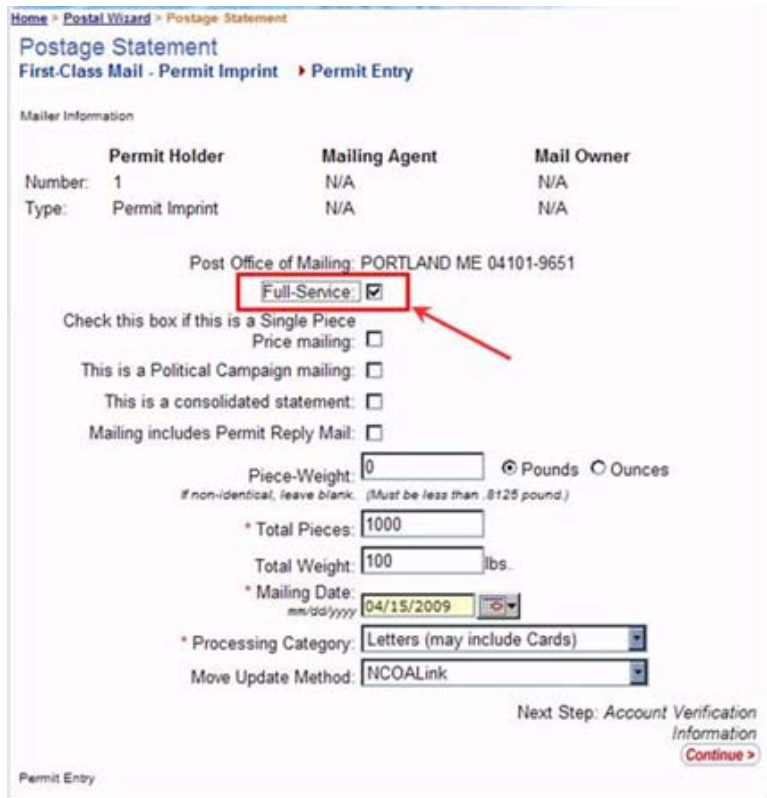 Home > Postal Wizard > Postage Statement
Postage Statement
First-Class Mail - Permit Imprint Permit Entry
Mailer Information
Permit Holder Mailing Agent Mail Owner
Number: 1 N/A N/A
Type: Permit Imprint N/A N/A
Post Office of Mailing: PORTLAND ME 04101-9651
Full-Service:
Check this box if this is a Single Piece
Price mailing:
This is a Political Campaign mailing:
This is a consolidated statement:
Mailing includes Permit Reply Mail:
Piece-Weight: 0 Pounds Ounces
If non-identical, leave blank. (Must be less than .8125 pound.)
* Total Pieces: 1000
Total Weight: 100 lbs.
* Mailing Date:
mm/dd/yyyy 04/15/2009
* Processing Category: Letters (may include Cards)
Move Update Method: NCOALink
Next Step: Account Verification
Information
Continue >
Permit Entry